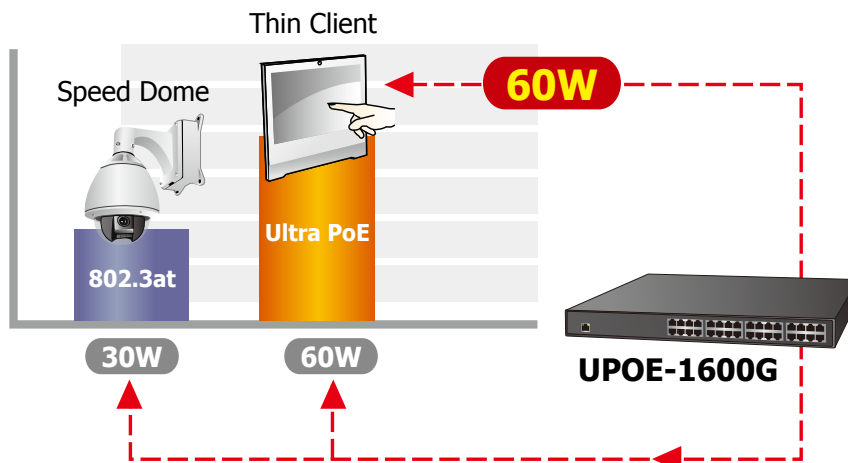 Thin Client
60W
Speed Dome
Ultra PoE
802.3at
30W
60W
UPOE-1600G